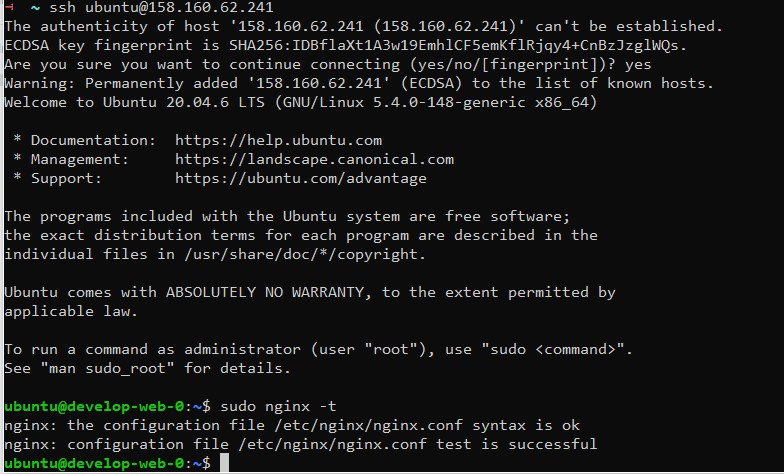 ~ ssh ubuntu@158.160.62.241
The authenticity of host '158.160.62.241 (158.160.62.241)' can't be established.
ECDSA key fingerprint is SHA256:IDBflaXt1A3w19EmhlCF5emKflRjqy4+CnBzJzglWQs.
Are you sure you want to continue connecting (yes/no/[fingerprint])? yes
Warning: Permanently added '158.160.62.241' (ECDSA) to the list of known hosts.
Welcome to Ubuntu 20.04.6 LTS (GNU/Linux 5.4.0-148-generic x86_64)
* Documentation: https://help.ubuntu.com
* Management: https://landscape.canonical.com
* Support: https://ubuntu.com/advantage
The programs included with the Ubuntu system are free software;
the exact distribution terms for each program are described in the
individual files in /usr/share/doc/*/copyright.
Ubuntu comes with ABSOLUTELY NO WARRANTY, to the extent permitted by
applicable law.
To run a command as administrator (user "root"), use "sudo <command>".
See "man sudo_root" for details.
ubuntu@develop-web-0:~$ sudo nginx -t
nginx: the configuration file /etc/nginx/nginx.conf syntax is ok
nginx: configuration file /etc/nginx/nginx.conf test is successful
ubuntu@develop-web-0:~$